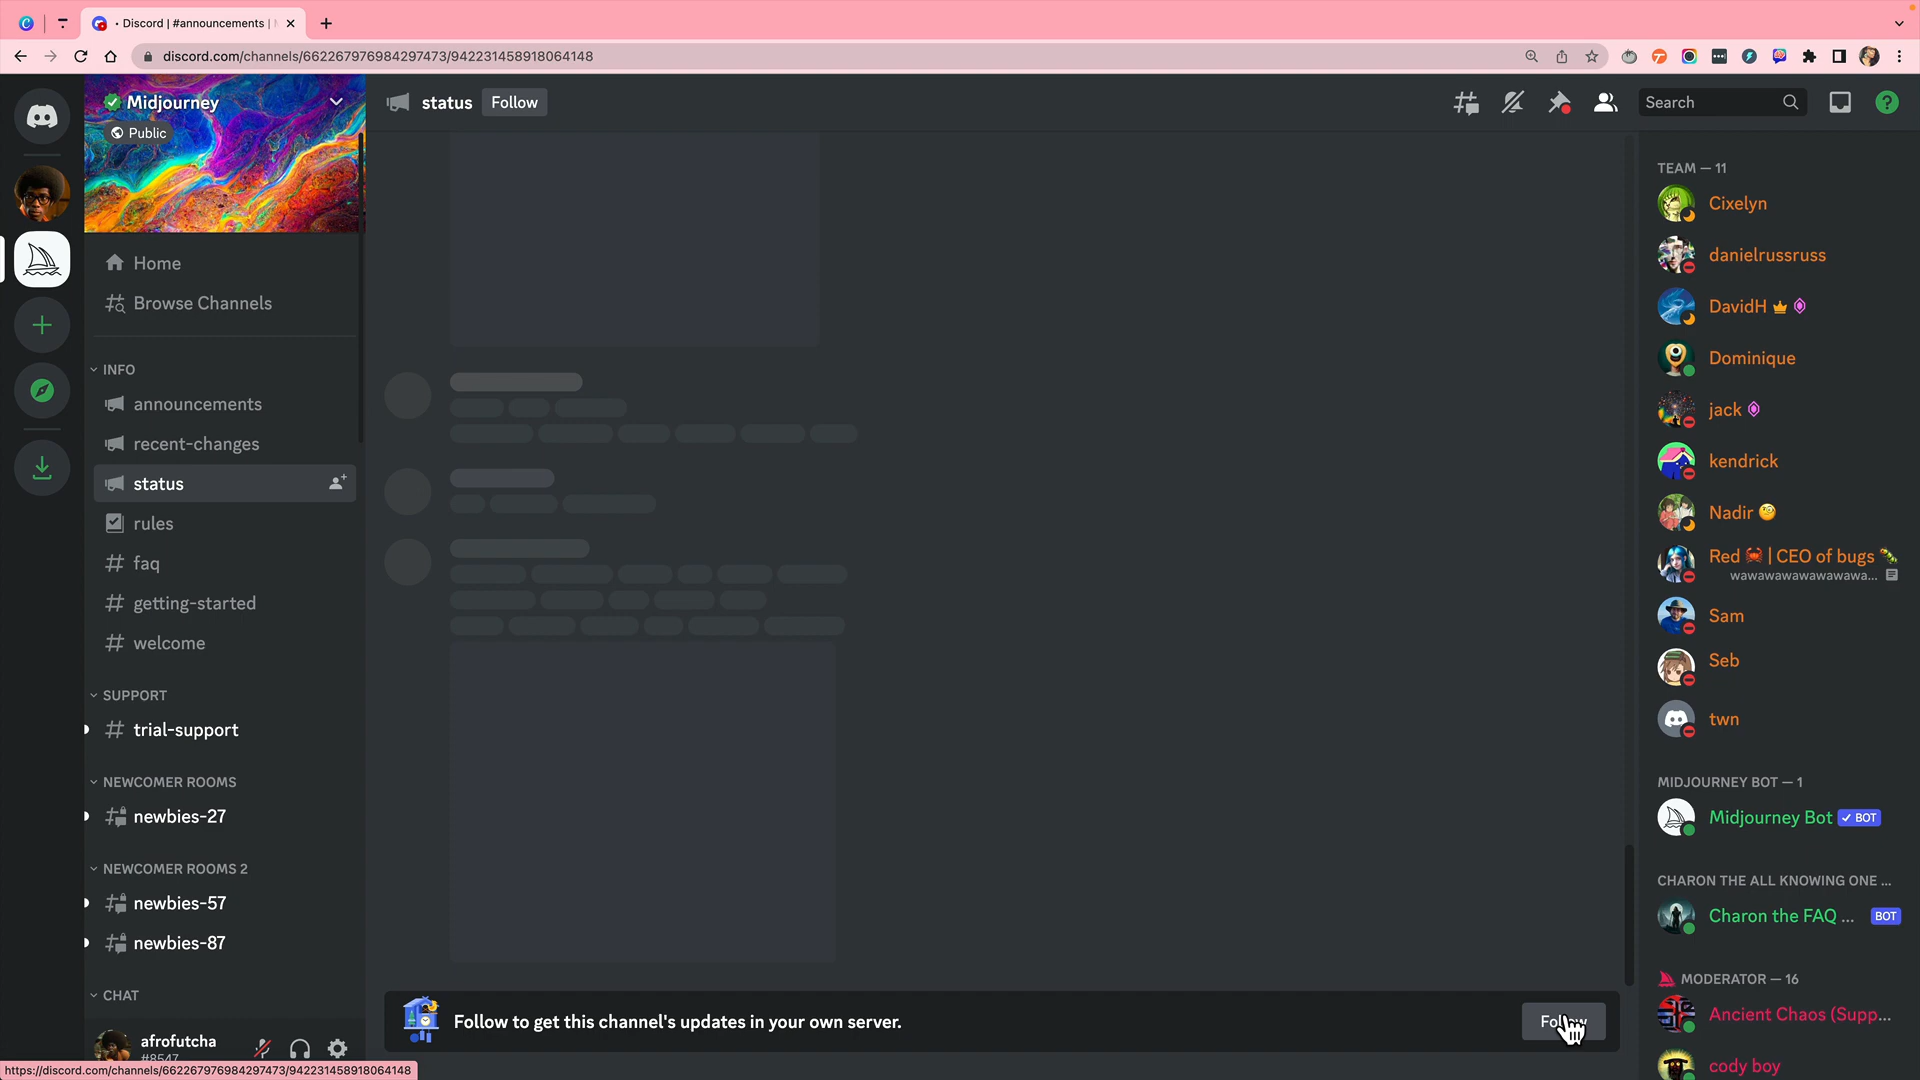 • Discord | #announcements |
discord.com/channels/662267976984297473/942231458918064148
Midjourney
Public
Home
Browse Channels
INFO
announcements
recent-changes
status
rules
faq
getting-started
welcome
SUPPORT
trial-support
NEWCOMER ROOMS
newbies-27
NEWCOMER ROOMS 2
newbies-57
newbies-87
CHAT
afrofutcha
#8547
https://discord.com/channels/662267976984297473/942231458918064148
status Follow
Search
Follow to get this channel's updates in your own server.
TEAM — 11
Cixelyn
danielrussruss
DavidH
Dominique
jack
kendrick
Nadir
Red 🦀 | CEO of bugs 🐛
wawawawawawawawa...
Sam
Seb
twn
MIDJOURNEY BOT — 1
Midjourney Bot ✓ BOT
CHARON THE ALL KNOWING ONE ...
Charon the FAQ ... BOT
MODERATOR — 16
Ancient Chaos (Supp...
cody boy